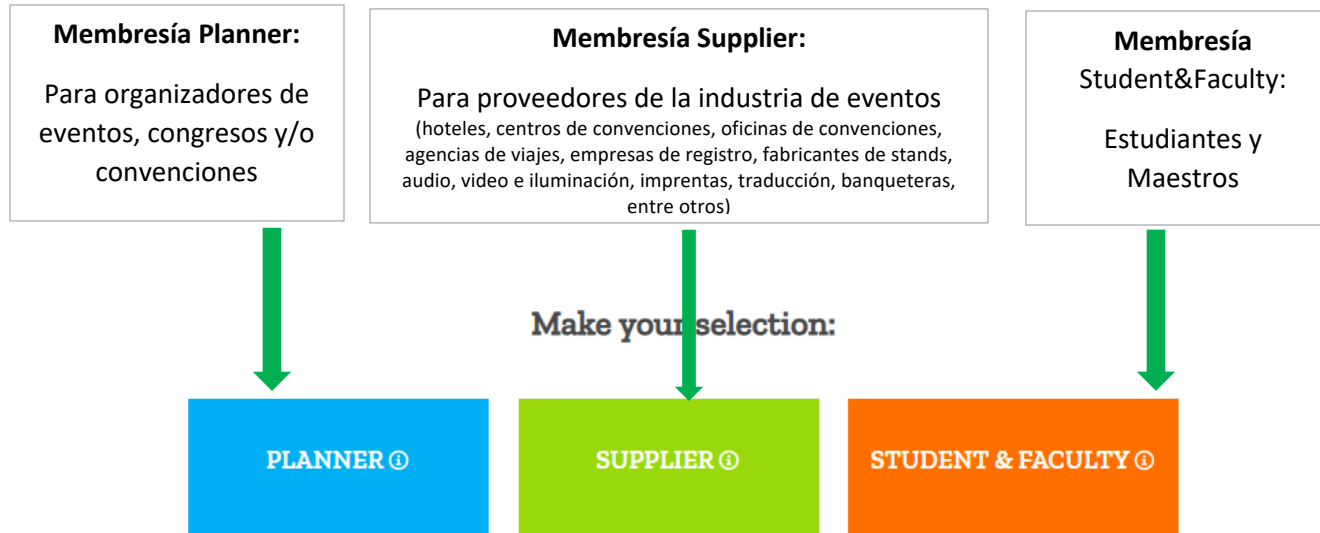 Membresía Planner:
Para organizadores de
eventos, congresos y/o
convenciones
Membresía Supplier:
Para proveedores de la industria de eventos
(hoteles, centros de convenciones, oficinas de convenciones,
agencias de viajes, empresas de registro, fabricantes de stands,
audio, video e iluminación, imprentas, traducción, banqueteras,
entre otros)
Membresía
Student&Faculty:
Estudiantes y
Maestros
Make your selection:
PLANNER ⓘ
SUPPLIER ⓘ
STUDENT & FACULTY ⓘ